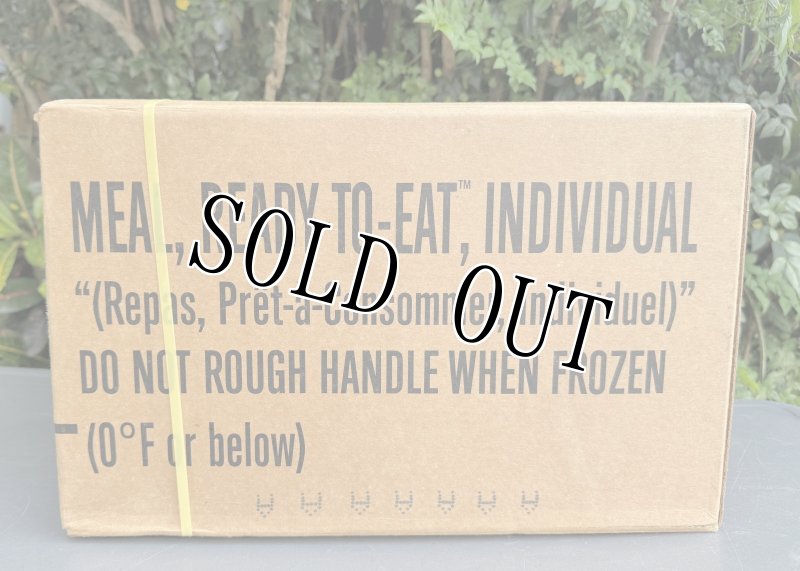 MEAL, READY-TO-EAT™, INDIVIDUAL
SOLD OUT
“(Repas, Prêt-à-Consommer, Individuel)”
DO NOT ROUGH HANDLE WHEN FROZEN
(0°F or below)